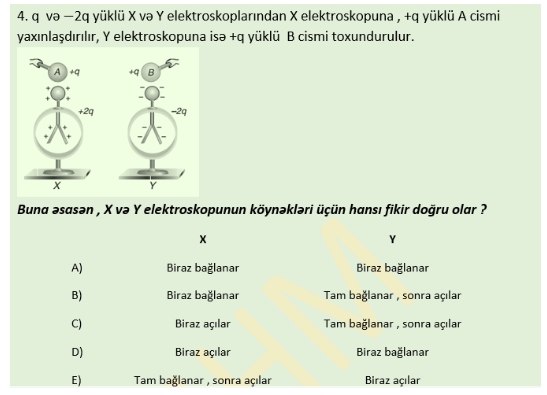 4. q və −2q yüklü X və Y elektroskoplarından X elektroskopuna , +q yüklü A cismi
yaxınlaşdırılır, Y elektroskopuna isə +q yüklü B cismi toxundurulur.
A +q +q B
+2q −2q
X Y
Buna əsasən , X və Y elektroskopunun köynəkləri üçün hansı fikir doğru olar ?
X Y
A) Biraz bağlanar Biraz bağlanar
B) Biraz bağlanar Tam bağlanar , sonra açılar
C) Biraz açılar Tam bağlanar , sonra açılar
D) Biraz açılar Biraz bağlanar
E) Tam bağlanar , sonra açılar Biraz açılar
HM